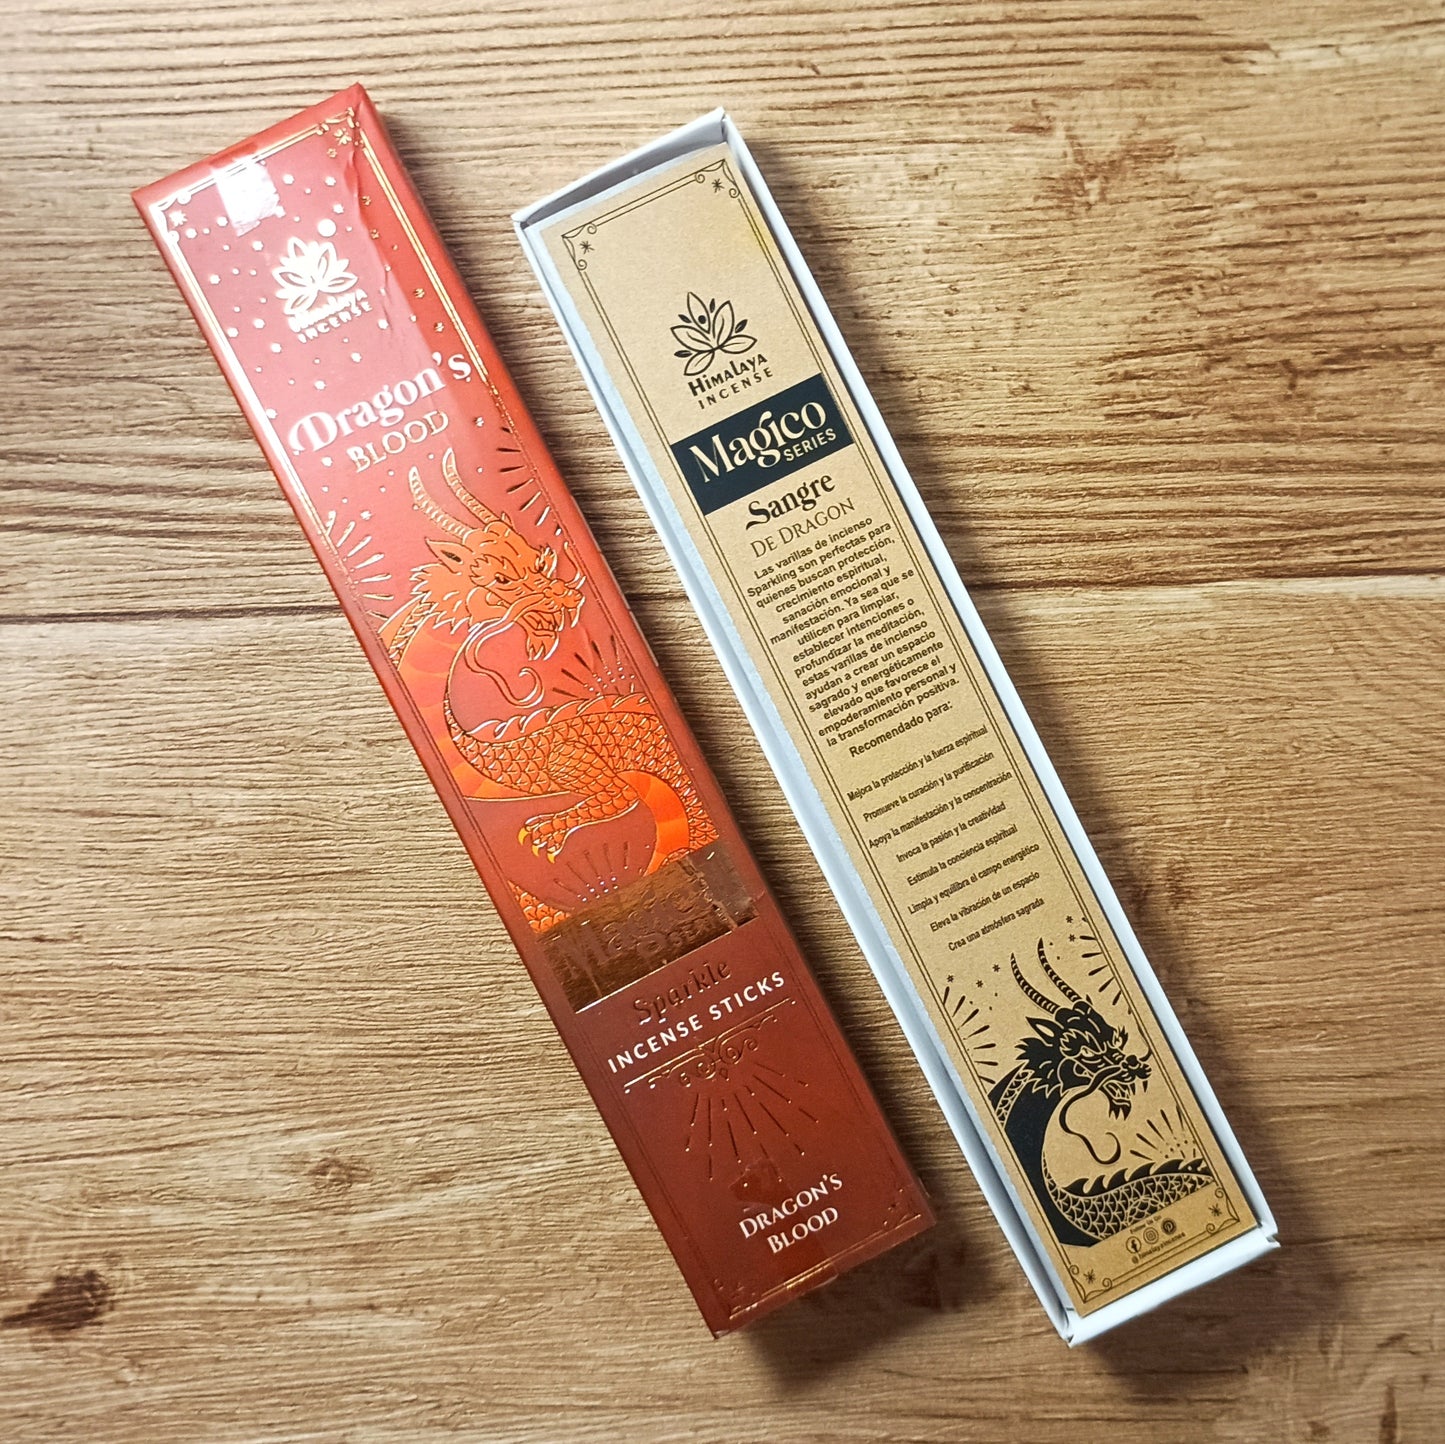 Himalaya
INCENSE
Dragon's
BLOOD
Magico
Sparkle
INCENSE STICKS
DRAGON'S
BLOOD
HIMALAYA
INCENSE
Magico
SERIES
Sangre
DE DRAGON
Las varillas de incienso
Sparkling son perfectas para
quienes buscan protección,
crecimiento espiritual,
sanación emocional y
manifestación. Ya sea que se
utilicen para limpiar,
establecer intenciones o
profundizar la meditación,
estas varillas de incienso
ayudan a crear un espacio
sagrado y energéticamente
elevado que favorece el
empoderamiento personal y
la transformación positiva.
Recomendado para:
Mejora la protección y la fuerza espiritual
Promueve la curación y la purificación
Apoya la manifestación y la concentración
Invoca la pasión y la creatividad
Estimula la conciencia espiritual
Limpia y equilibra el campo energético
Eleva la vibración de un espacio
Crea una atmósfera sagrada